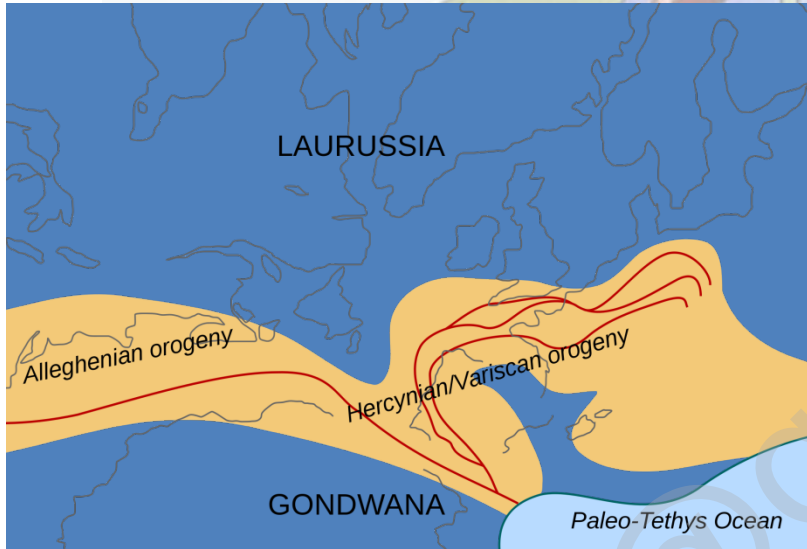 LAURUSSIA
Alleghenian orogeny
Hercynian/Variscan orogeny
GONDWANA
Paleo-Tethys Ocean